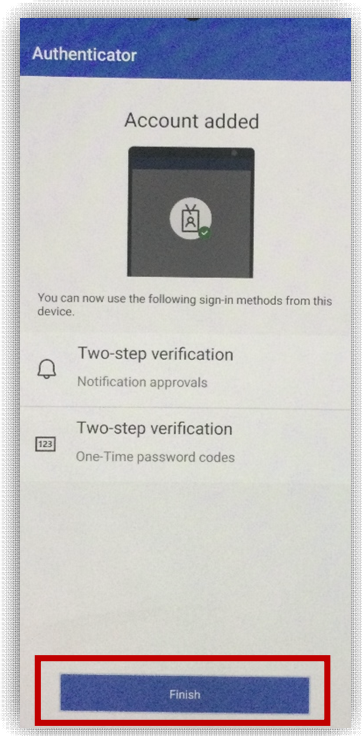 Authenticator
Account added
You can now use the following sign-in methods from this
device.
Two-step verification
Notification approvals
123
Two-step verification
One-Time password codes
Finish